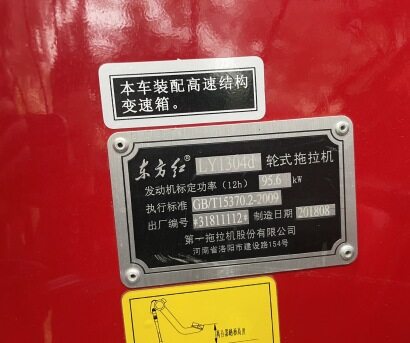 本车装配高速结构
变速箱。
东方红® LY1304d 轮式拖拉机
发动机标定功率（12h） 95.6 kW
执行标准 GB/T15370.2-2009
出厂编号 *31811112* 制造日期 201808
第一拖拉机股份有限公司
河南省洛阳市建设路154号